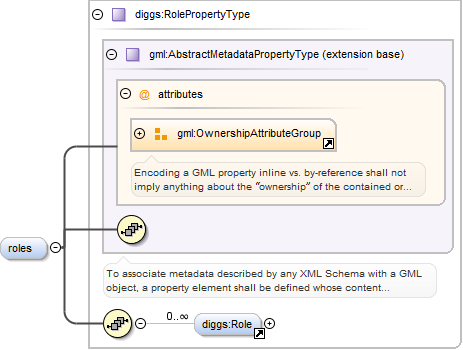 diggs:RolePropertyType
gml:AbstractMetadataPropertyType (extension base)
@ attributes
gml:OwnershipAttributeGroup
Encoding a GML property inline vs. by-reference shall not
imply anything about the “ownership” of the contained or...
roles
To associate metadata described by any XML Schema with a GML
object, a property element shall be defined whose content...
0..∞
diggs:Role